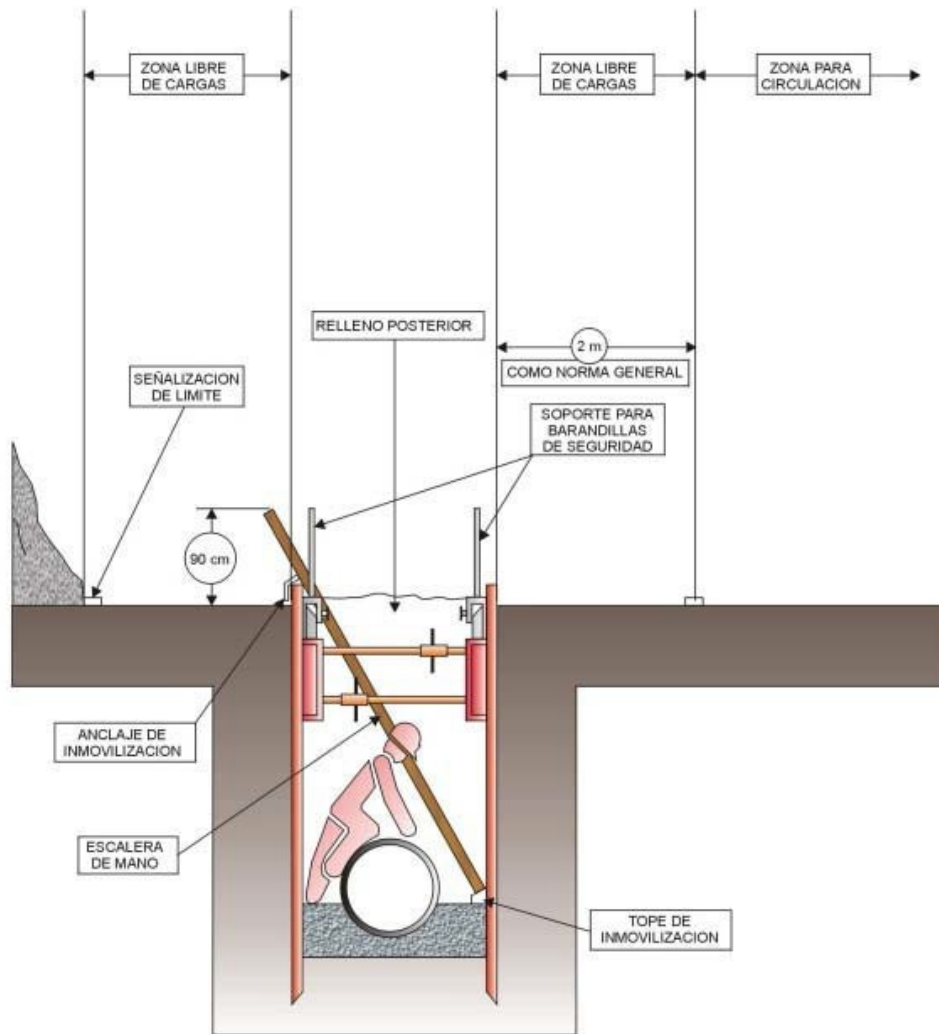 ZONA LIBRE
DE CARGAS
ZONA LIBRE
DE CARGAS
ZONA PARA
CIRCULACION
RELLENO POSTERIOR
2 m
COMO NORMA GENERAL
SEÑALIZACION
DE LIMITE
SOPORTE PARA
BARANDILLAS
DE SEGURIDAD
90 cm
ANCLAJE DE
INMOVILIZACION
ESCALERA
DE MANO
TOPE DE
INMOVILIZACION